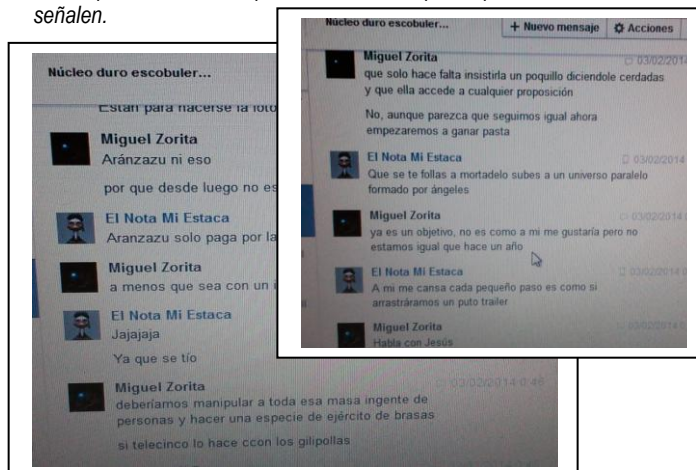 señalen.
Núcleo duro escobuler...
Están para hacerse la foto
Miguel Zorita
Aránzazu ni eso
por que desde luego no es
El Nota Mi Estaca
Aranzazu solo paga por la
Miguel Zorita
a menos que sea con un
El Nota Mi Estaca
Jajajaja
Ya que se tío
Miguel Zorita
03/02/2014 0:46
deberíamos manipular a toda esa masa ingente de
personas y hacer una especie de ejército de brasas
si telecinco lo hace ccon los gilipollas
Núcleo duro escobuler...
+ Nuevo mensaje
Acciones
Miguel Zorita
03/02/2014
que solo hace falta insistirla un poquillo diciendole cerdadas
y que ella accede a cualquier proposición
No, aunque parezca que seguimos igual ahora
empezaremos a ganar pasta
El Nota Mi Estaca
03/02/2014
Que se te follas a mortadelo subes a un universo paralelo
formado por ángeles
Miguel Zorita
03/02/2014
ya es un objetivo, no es como a mi me gustaría pero no
estamos igual que hace un año
El Nota Mi Estaca
03/02/2014
A mi me cansa cada pequeño paso es como si
arrastráramos un puto trailer
Miguel Zorita
03/02/2014
Habla con Jesús